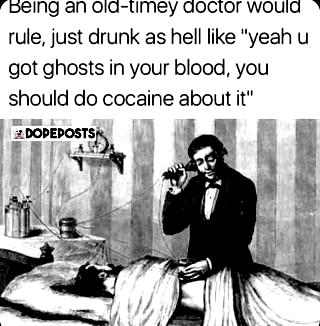 Being an old-timey doctor would
rule, just drunk as hell like "yeah u
got ghosts in your blood, you
should do cocaine about it"
DOPEPOSTS